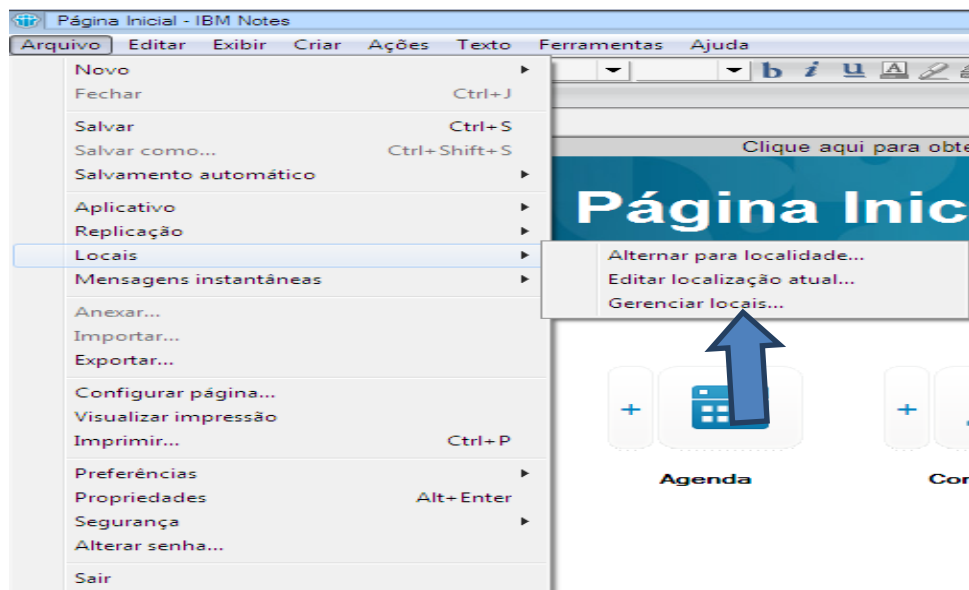 Página Inicial - IBM Notes
Arquivo Editar Exibir Criar Ações Texto Ferramentas Ajuda
Novo
Fechar Ctrl+J
Salvar Ctrl+S
Salvar como... Ctrl+Shift+S
Salvamento automático
Aplicativo
Replicação
Locais
Mensagens instantâneas
Anexar...
Importar...
Exportar...
Configurar página...
Visualizar impressão
Imprimir... Ctrl+P
Preferências
Propriedades Alt+Enter
Segurança
Alterar senha...
Sair
Alternar para localidade...
Editar localização atual...
Gerenciar locais...
b i u A
Clique aqui para obte
Página Inic
+ +
Agenda Con